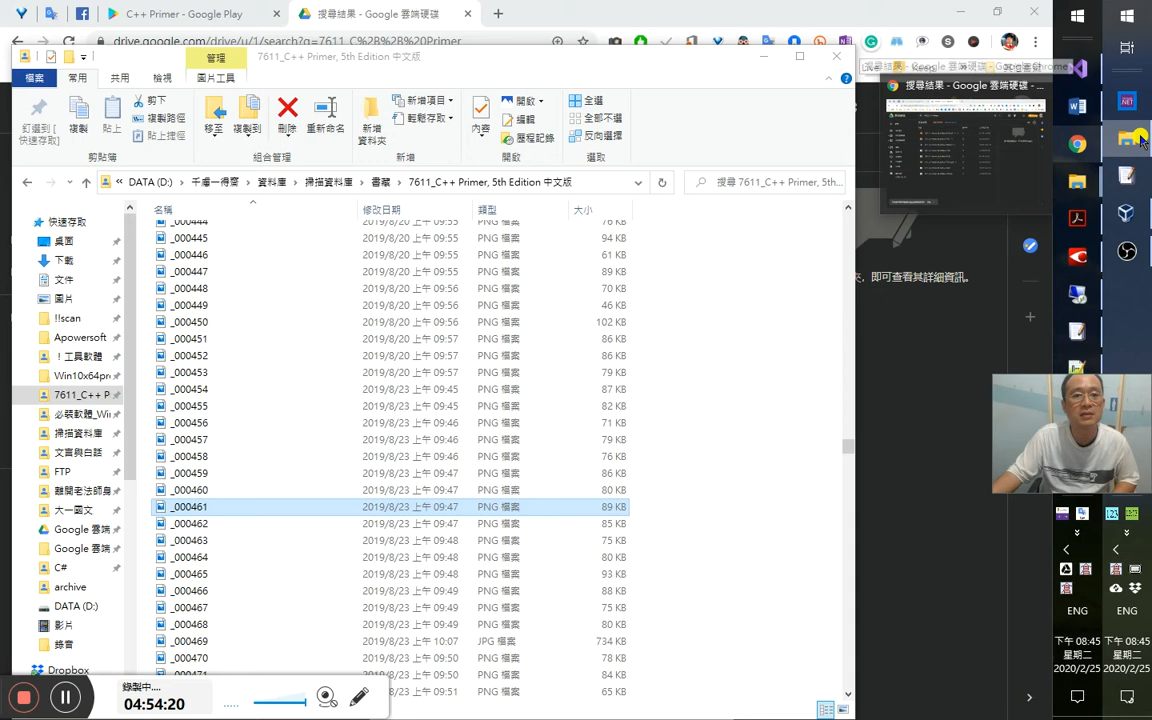 C++ Primer - Google Play
搜尋結果 - Google 雲端硬碟
drive.google.com/drive/u/1/search?q=7611_C%2B%2B%20Primer
管理
7611_C++ Primer, 5th Edition 中文版
檔案
常用
共用
檢視
圖片工具
釘選到 [快速存取]
複製
貼上
剪下
複製路徑
貼上捷徑
移至
複製到
刪除
重新命名
新增資料夾
新增項目
輕鬆存取
內容
開啟
編輯
歷程記錄
全選
全部不選
反向選擇
剪貼簿
組合管理
新增
開啟
選取
搜尋結果 - Google 雲端硬碟 - ...
« DATA (D:) › 千慮一得齋 › 資料庫 › 掃描資料庫 › 書藏 › 7611_C++ Primer, 5th Edition 中文版
搜尋 7611_C++ Primer, 5th...
名稱
修改日期
類型
大小
快速存取
桌面
下載
文件
圖片
!!scan
Apowersoft
！工具軟體
Win10x64pr
7611_C++ P
必裝軟體_Wi
掃描資料庫
文言與白話
FTP
離開老法師身
大一國文
Google 雲端
Google 雲端
C#
archive
DATA (D:)
影片
錄音
Dropbox
_000444 2019/8/20 上午 09:55 PNG 檔案 76 KB
_000445 2019/8/20 上午 09:55 PNG 檔案 94 KB
_000446 2019/8/20 上午 09:55 PNG 檔案 61 KB
_000447 2019/8/20 上午 09:55 PNG 檔案 89 KB
_000448 2019/8/20 上午 09:55 PNG 檔案 70 KB
_000449 2019/8/20 上午 09:55 PNG 檔案 46 KB
_000450 2019/8/20 上午 09:56 PNG 檔案 102 KB
_000451 2019/8/20 上午 09:57 PNG 檔案 86 KB
_000452 2019/8/20 上午 09:57 PNG 檔案 86 KB
_000453 2019/8/20 上午 09:57 PNG 檔案 79 KB
_000454 2019/8/23 上午 09:45 PNG 檔案 87 KB
_000455 2019/8/23 上午 09:45 PNG 檔案 82 KB
_000456 2019/8/23 上午 09:46 PNG 檔案 71 KB
_000457 2019/8/23 上午 09:46 PNG 檔案 79 KB
_000458 2019/8/23 上午 09:46 PNG 檔案 76 KB
_000459 2019/8/23 上午 09:47 PNG 檔案 86 KB
_000460 2019/8/23 上午 09:47 PNG 檔案 80 KB
_000461 2019/8/23 上午 09:47 PNG 檔案 89 KB
_000462 2019/8/23 上午 09:47 PNG 檔案 85 KB
_000463 2019/8/23 上午 09:48 PNG 檔案 75 KB
_000464 2019/8/23 上午 09:48 PNG 檔案 80 KB
_000465 2019/8/23 上午 09:48 PNG 檔案 93 KB
_000466 2019/8/23 上午 09:49 PNG 檔案 88 KB
_000467 2019/8/23 上午 09:49 PNG 檔案 75 KB
_000468 2019/8/23 上午 09:49 PNG 檔案 80 KB
_000469 2019/8/23 上午 10:07 JPG 檔案 734 KB
_000470 2019/8/23 上午 09:50 PNG 檔案 78 KB
_000471 2019/8/23 上午 09:50 PNG 檔案 84 KB
2019/8/23 上午 09:51 PNG 檔案 65 KB
夾，即可查看其詳細資訊。
錄製中....
04:54:20
.NET
123
123
ENG
ENG
下午 08:45
星期二
2020/2/25
下午 08:45
星期二
2020/2/25